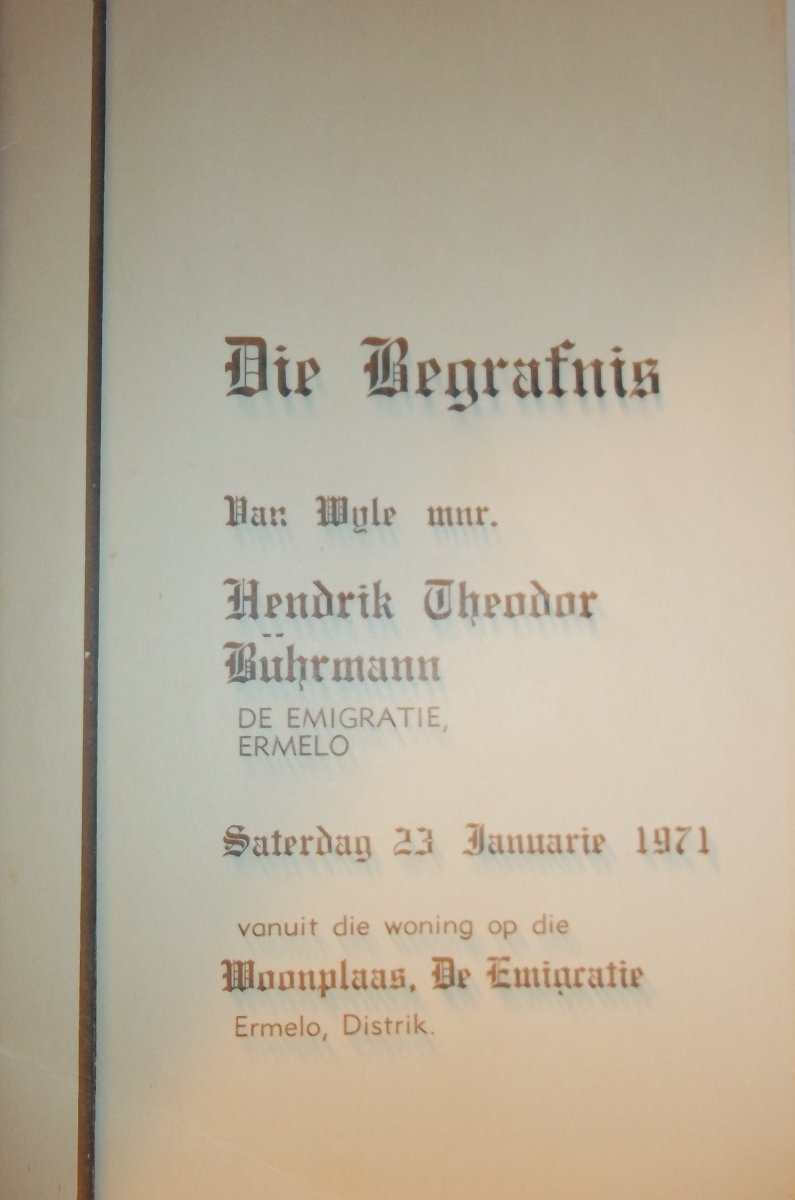 Die Begrafnis
Van Wyle mnr.
Hendrik Theodor
Bührmann
DE EMIGRATIE,
ERMELO
Saterdag 23 Januarie 1971
vanuit die woning op die
Woonplaas, De Emigratie
Ermelo, Distrik.